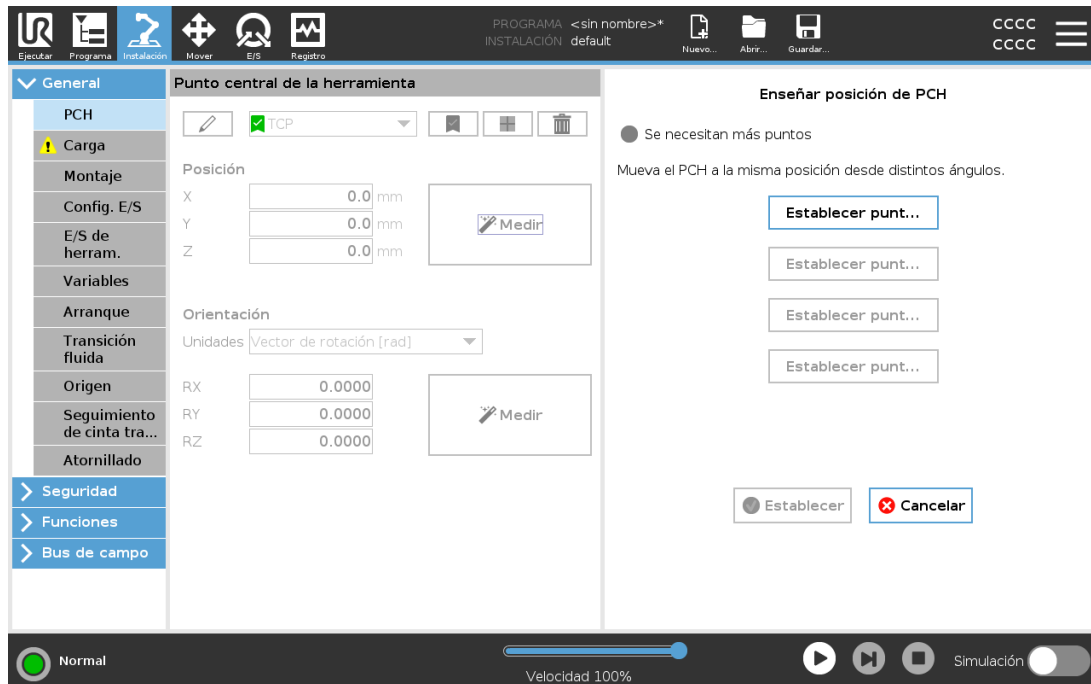 PROGRAMA <sin nombre>*
INSTALACIÓN default
Ejecutar
Programa
Instalación
Mover
E/S
Registro
Nuevo...
Abrir...
Guardar...
CCCC
CCCC
General
PCH
Carga
Montaje
Config. E/S
E/S de
herram.
Variables
Arranque
Transición
fluida
Origen
Seguimiento
de cinta tra...
Atornillado
Seguridad
Funciones
Bus de campo
Punto central de la herramienta
TCP
Posición
X 0.0 mm
Y 0.0 mm
Z 0.0 mm
Medir
Orientación
Unidades Vector de rotación [rad]
RX 0.0000
RY 0.0000
RZ 0.0000
Medir
Enseñar posición de PCH
Se necesitan más puntos
Mueva el PCH a la misma posición desde distintos ángulos.
Establecer punt...
Establecer punt...
Establecer punt...
Establecer punt...
Establecer
Cancelar
Normal
Velocidad 100%
Simulación